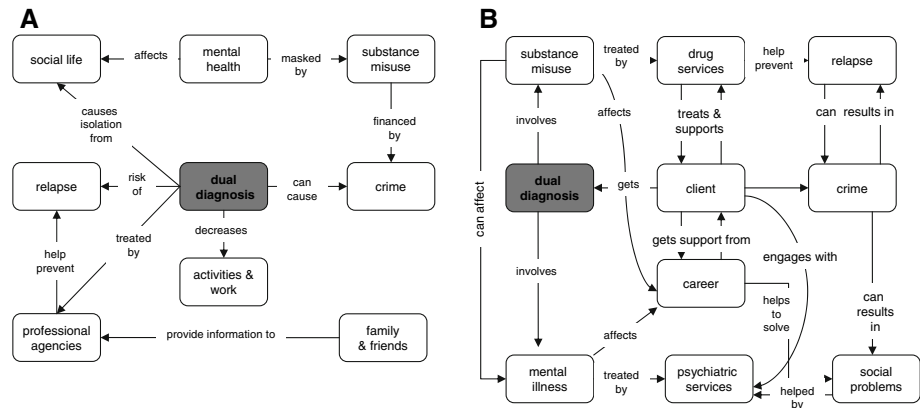 A
social life
affects
mental
health
masked
by
substance
misuse
causes
isolation
from
financed
by
relapse
risk
of
dual
diagnosis
can
cause
crime
treated
by
decreases
help
prevent
activities &
work
professional
agencies
provide information to
family
& friends
B
substance
misuse
treated
by
drug
services
help
prevent
relapse
involves
affects
treats &
supports
can results in
can affect
dual
diagnosis
gets
client
crime
gets support from
engages with
involves
career
helps
to
solve
can
results
in
affects
mental
illness
treated
by
psychiatric
services
helped
by
social
problems